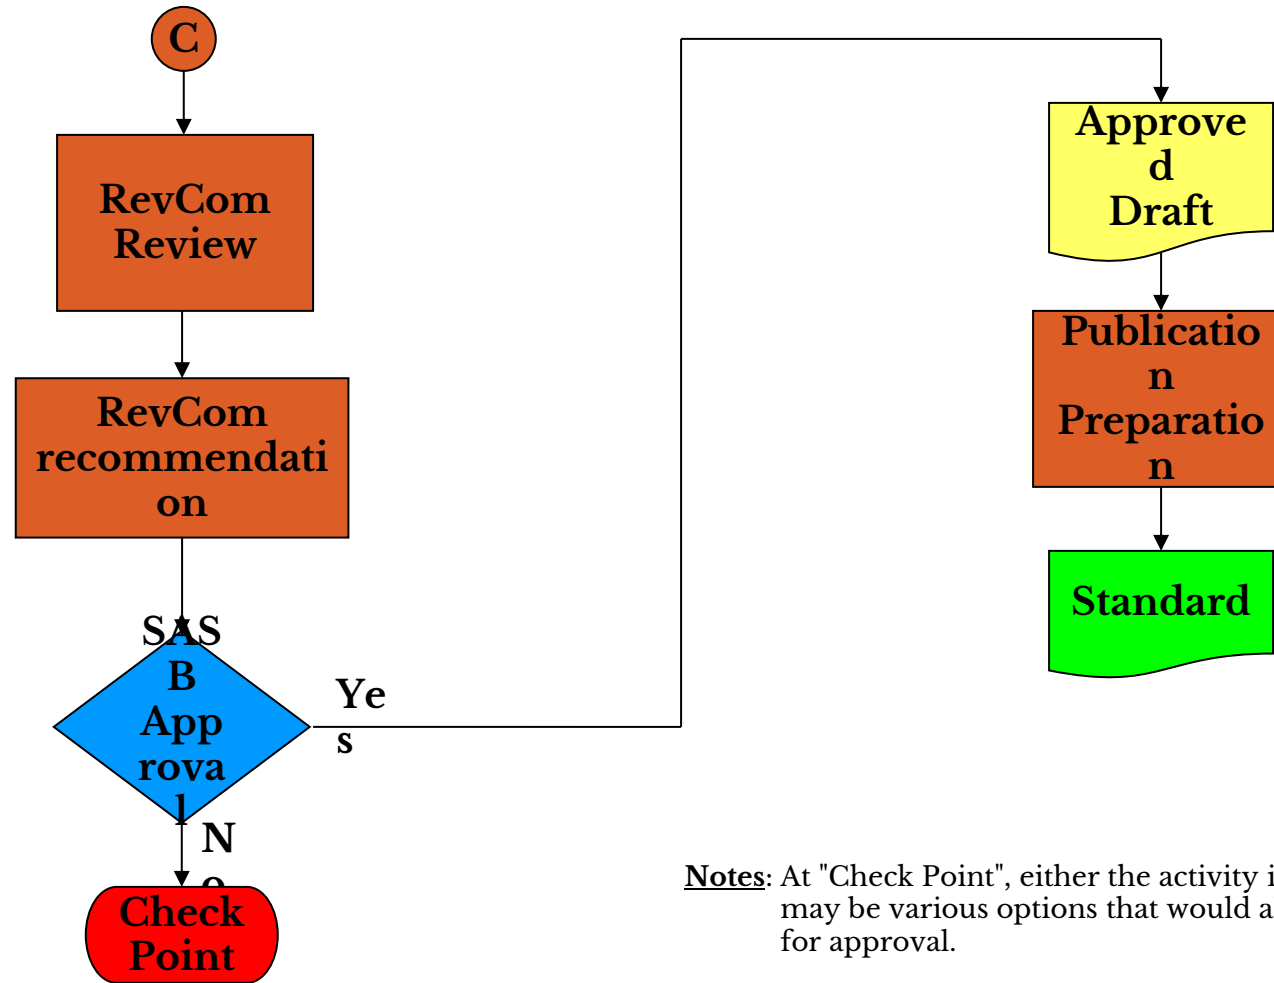 C
RevCom
Review
RevCom
recommendati
on
SAS
B
App
rova
l
Ye
s
N
o
Check
Point
Approve
d
Draft
Publicatio
n
Preparatio
n
Standard
Notes: At "Check Point", either the activity i
may be various options that would a
for approval.